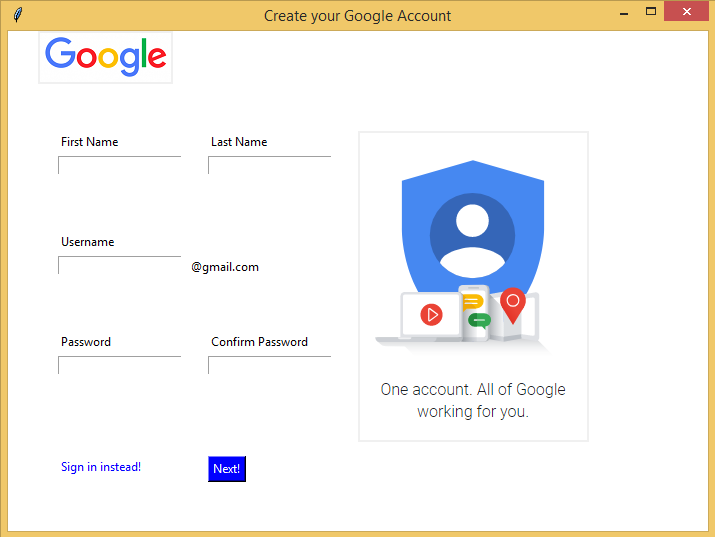 Create your Google Account
Google
First Name
Last Name
Username
@gmail.com
Password
Confirm Password
One account. All of Google
working for you.
Sign in instead!
Next!